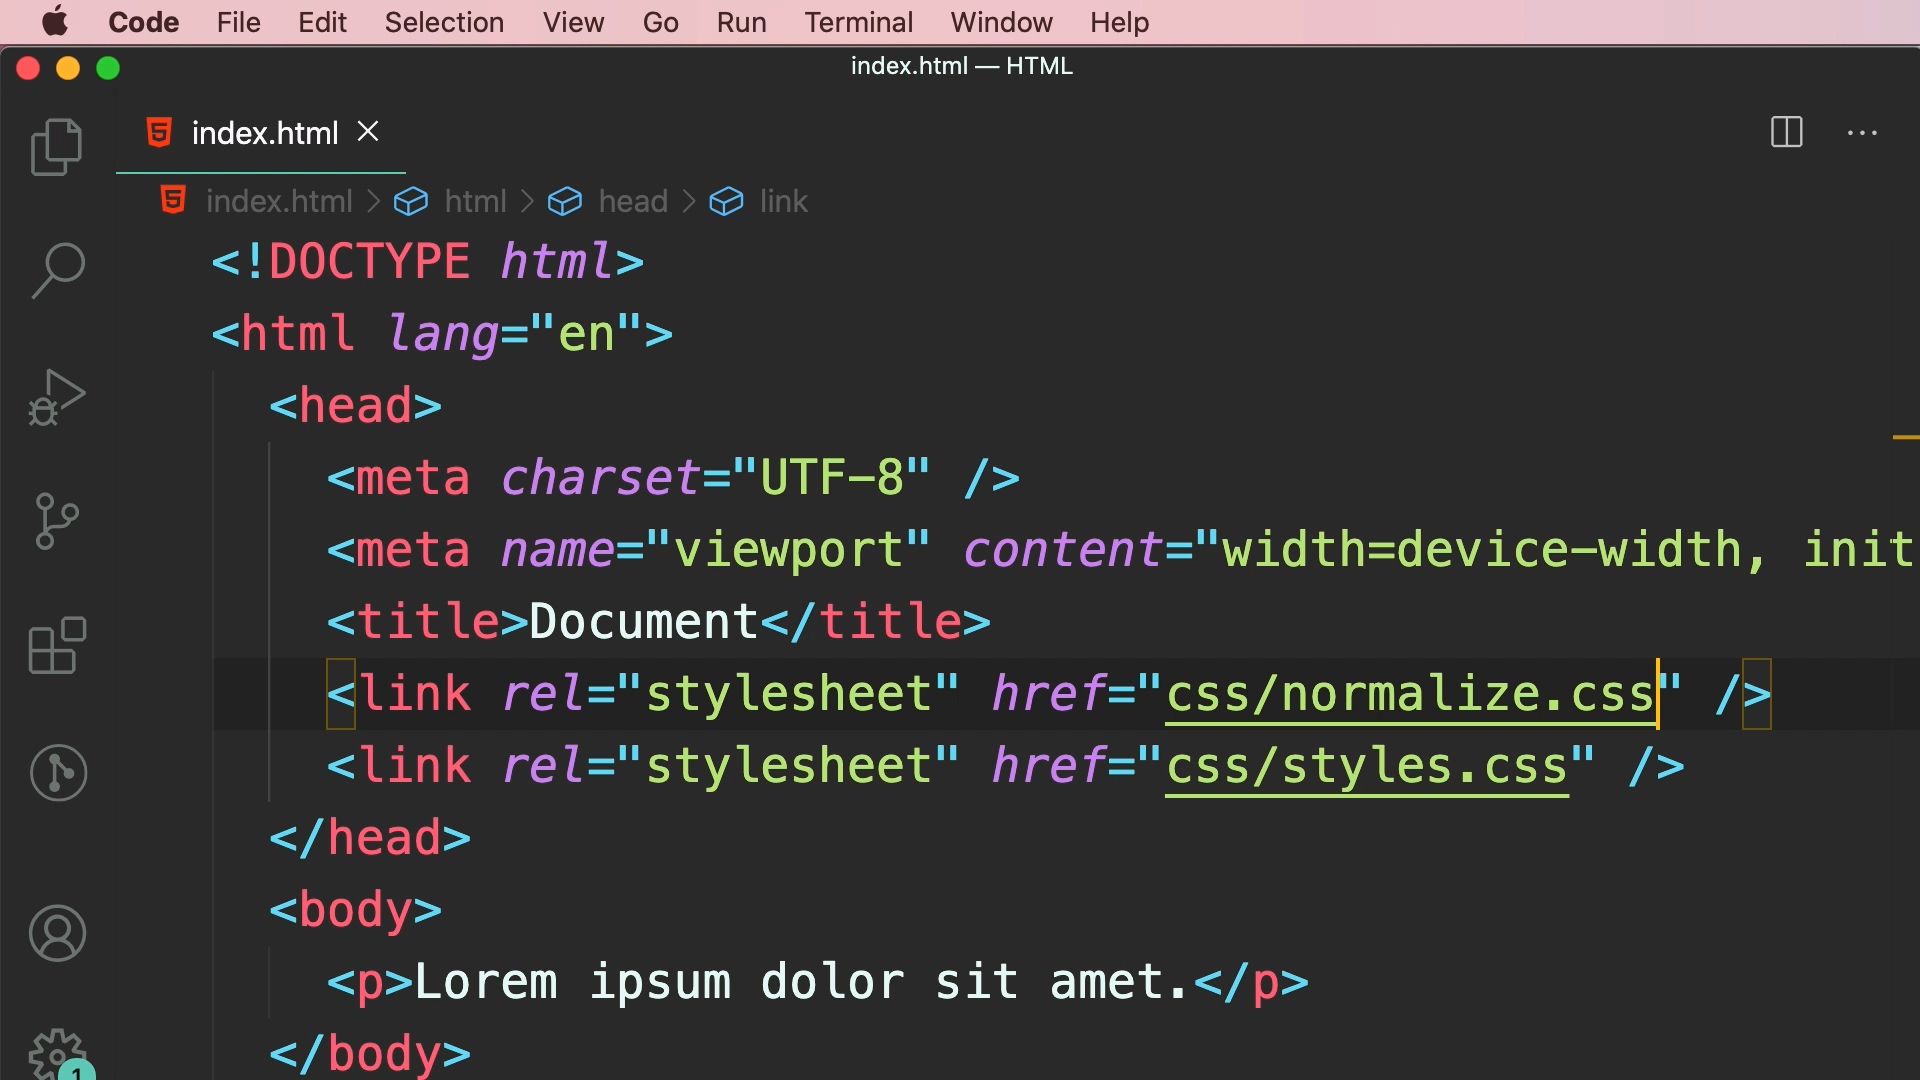 Code File Edit Selection View Go Run Terminal Window Help
index.html — HTML
index.html
index.html > html > head > link
<!DOCTYPE html>
<html lang="en">
<head>
<meta charset="UTF-8" />
<meta name="viewport" content="width=device-width, init
<title>Document</title>
<link rel="stylesheet" href="css/normalize.css" />
<link rel="stylesheet" href="css/styles.css" />
</head>
<body>
<p>Lorem ipsum dolor sit amet.</p>
</body>
1